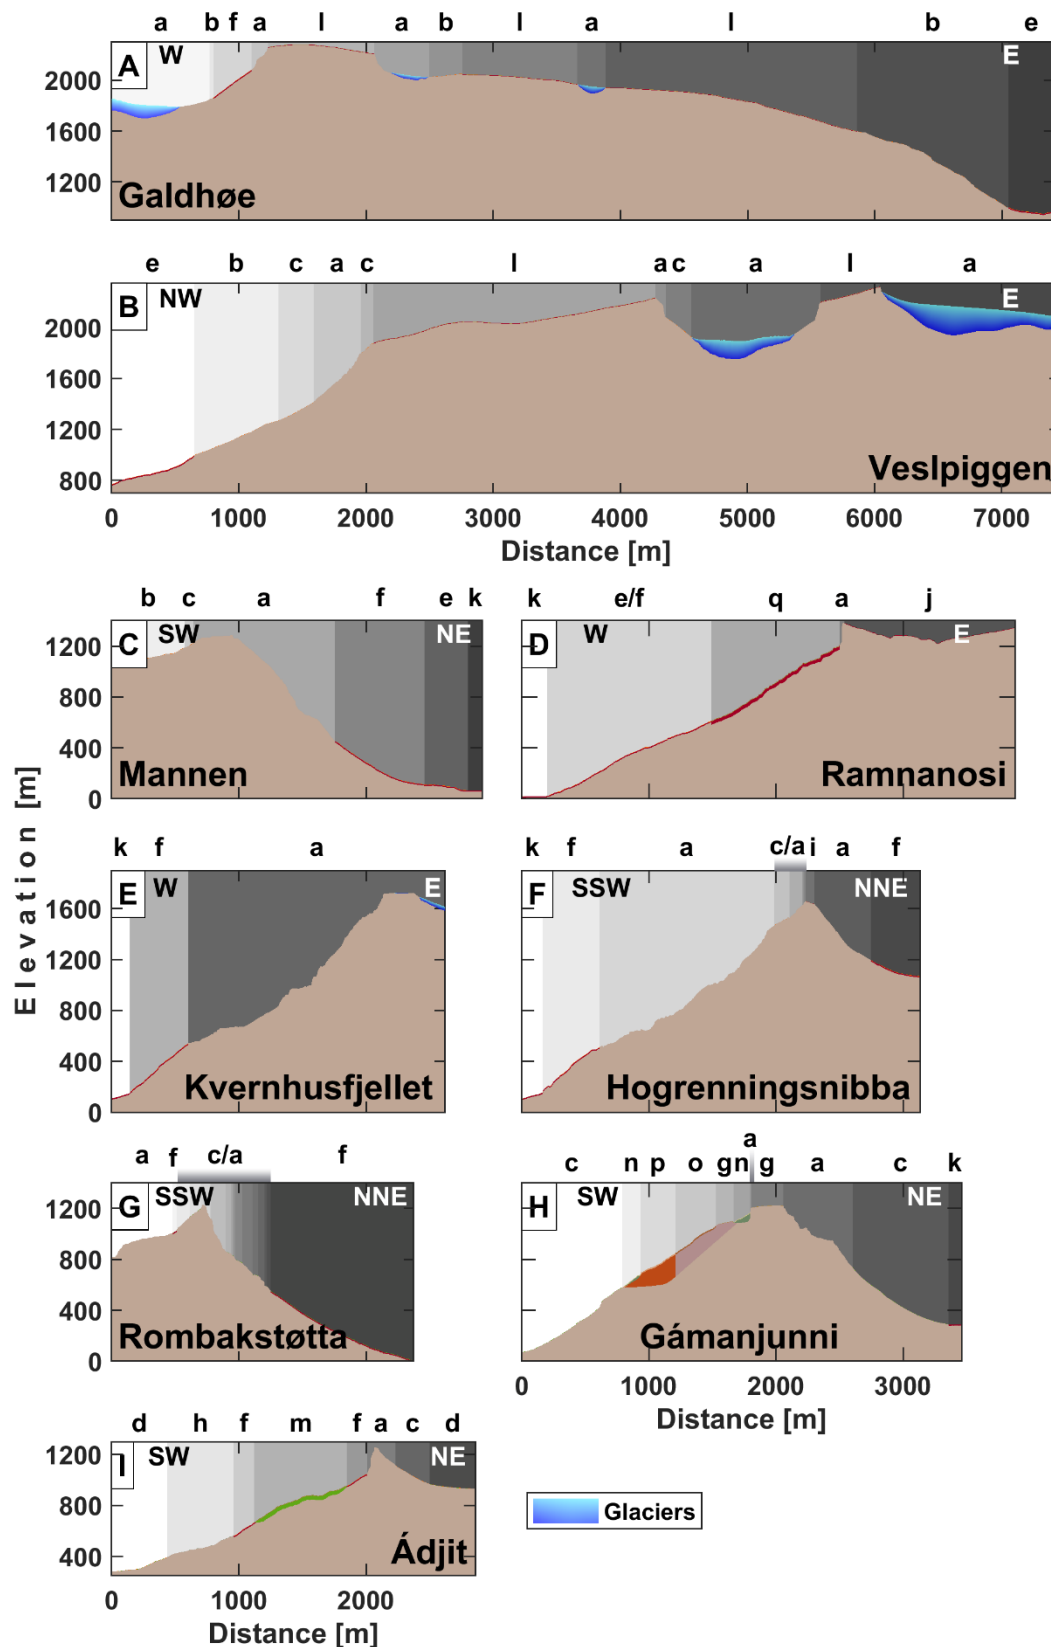 a b f a l a b l a l b e
A W E
2000
1600
1200
Galdhøe
e b c a c l a c a l a
B NW E
2000
1600
1200
800
Veslpiggen
0 1000 2000 3000 4000 5000 6000 7000
Distance [m]
b c a f e k
C SW NE
1200
800
400
0
Mannen
k e/f q a j
D W E
Ramnanosi
Elevation [m]
k f a
E W E
1600
1200
800
400
0
Kvernhusfjellet
k f a c/a i a f
F SSW NNE
Hogrenningsnibba
a f c/a f
G SSW NNE
1200
800
400
0
Rombakstøtta
a
c n p o g n g a c k
H SW NE
Gámanjunni
0 1000 2000 3000
Distance [m]
d h f m f a c d
I SW NE
1200
800
400
Ádjit
0 1000 2000
Distance [m]
Glaciers